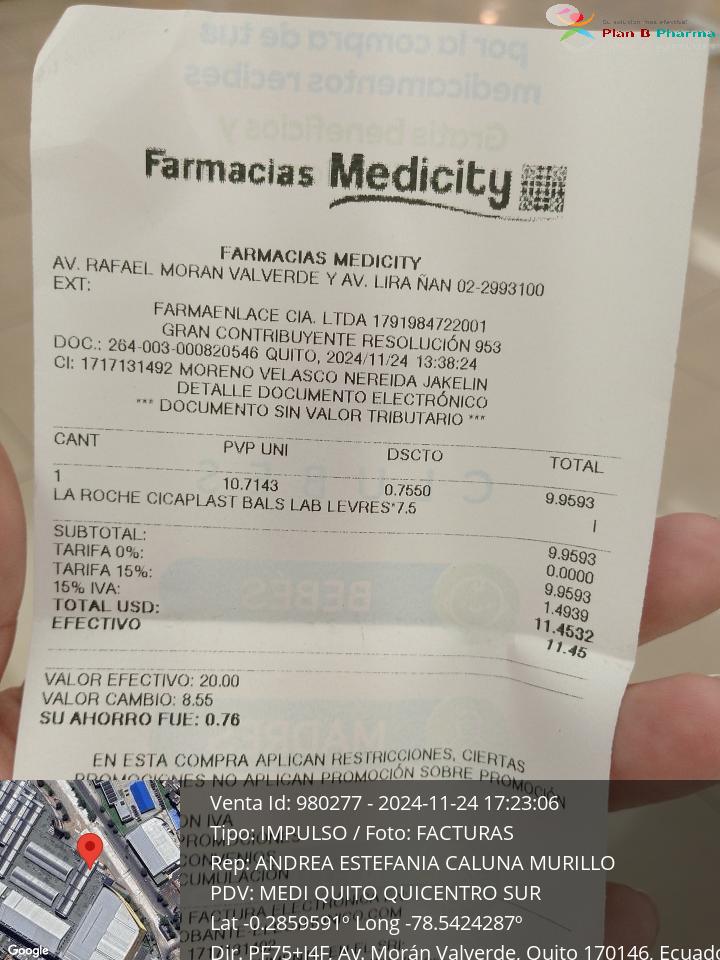 Su solución mas efectiva!
Plan B Pharma
por la compra de tus
medicamentos recibes
Gratis beneficios y
Farmacias Medicity
FARMACIAS MEDICITY
AV. RAFAEL MORAN VALVERDE Y AV. LIRA ÑAN 02-2993100
EXT:
FARMAENLACE CIA. LTDA 1791984722001
GRAN CONTRIBUYENTE RESOLUCIÓN 953
DOC.: 264-003-000820546 QUITO, 2024/11/24 13:38:24
CI: 1717131492 MORENO VELASCO NEREIDA JAKELIN
DETALLE DOCUMENTO ELECTRÓNICO
*** DOCUMENTO SIN VALOR TRIBUTARIO ***
CANT PVP UNI DSCTO TOTAL
1 10.7143 0.7550 9.9593
LA ROCHE CICAPLAST BALS LAB LEVRES*7.5 I
SUBTOTAL: 9.9593
TARIFA 0%: 0.0000
TARIFA 15%: 9.9593
15% IVA: 1.4939
TOTAL USD: 11.4532
EFECTIVO 11.45
BEBÉS
VALOR EFECTIVO: 20.00
VALOR CAMBIO: 8.55
SU AHORRO FUE: 0.76
EN ESTA COMPRA APLICAN RESTRICCIONES, CIERTAS
PROMOCIONES NO APLICAN PROMOCIÓN SOBRE PROMOCIÓN
Venta Id: 980277 - 2024-11-24 17:23:06
Tipo: IMPULSO / Foto: FACTURAS
Rep: ANDREA ESTEFANIA CALUNA MURILLO
PDV: MEDI QUITO QUICENTRO SUR
Lat -0.2859591º Long -78.5424287º
Dir. PF75+J4F, Av. Morán Valverde, Quito 170146, Ecuado
Google